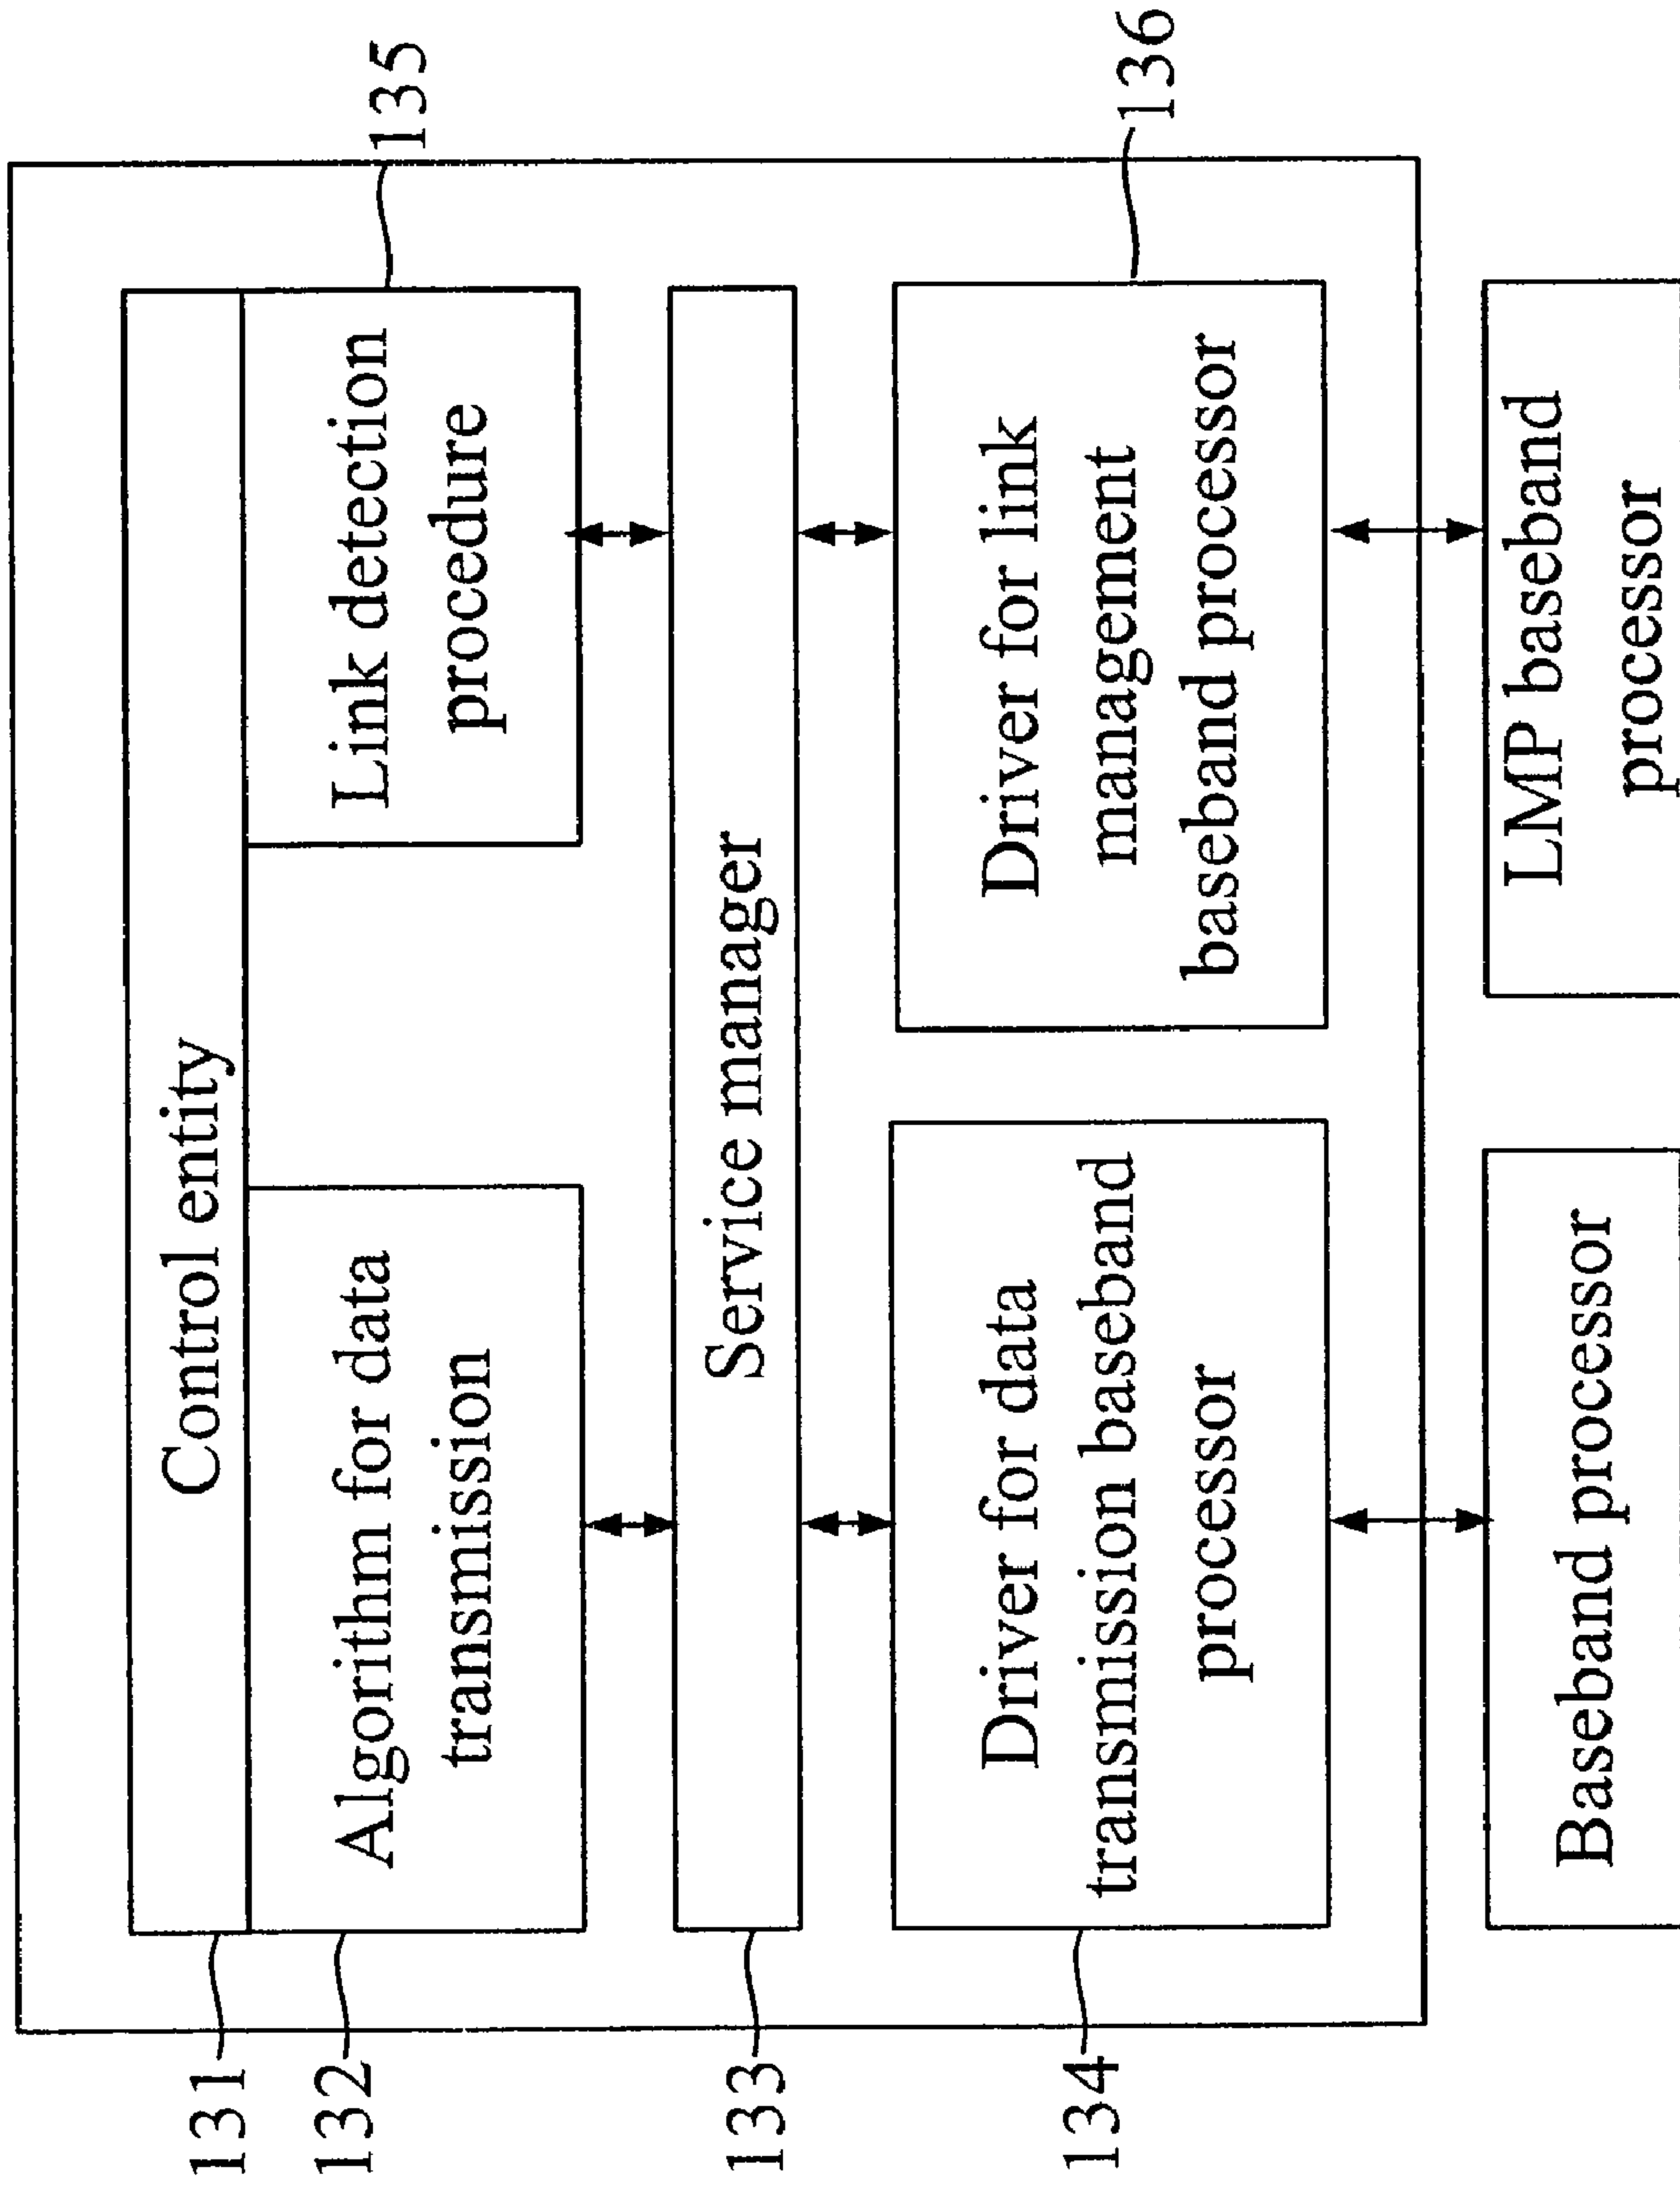 131
Control entity
132
Algorithm for data
transmission
Link detection
procedure
135
133
Service manager
134
Driver for data
transmission baseband
processor
Driver for link
management
baseband processor
136
Baseband processor
LMP baseband
processor